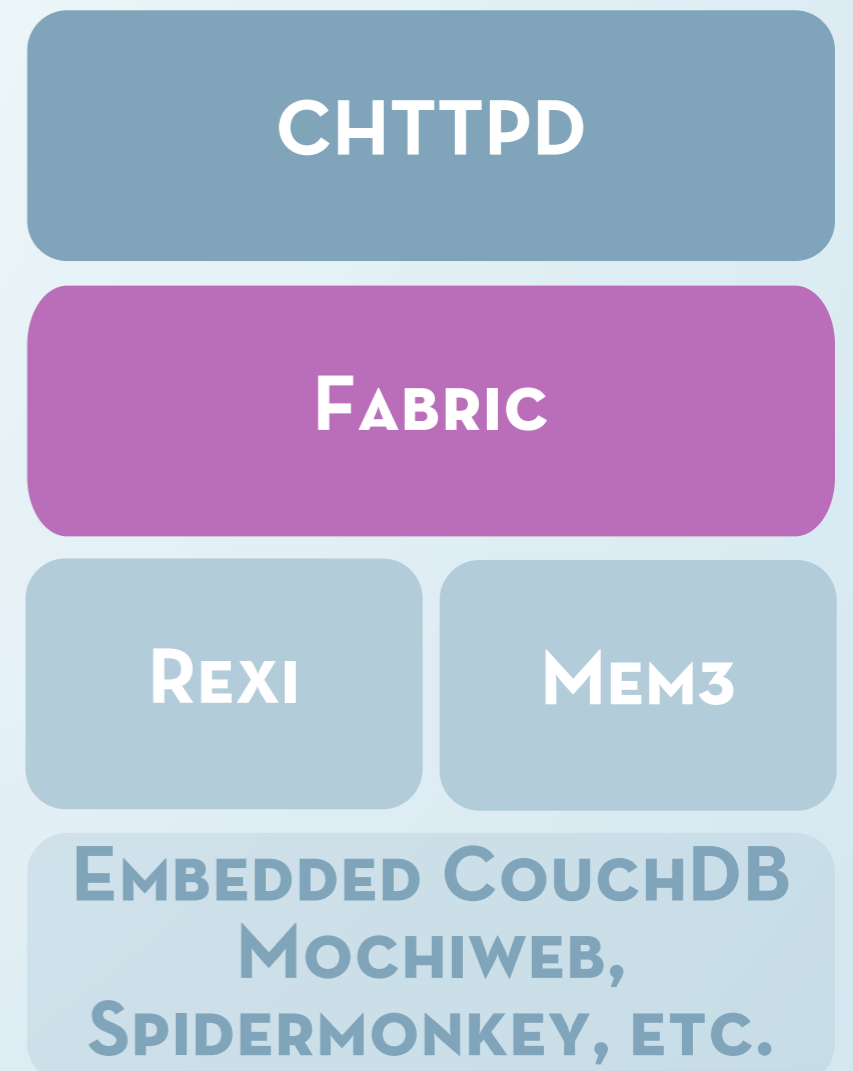 CHTTPD
Fabric
Rexi
Mem3
Embedded CouchDB
Mochiweb,
Spidermonkey, etc.